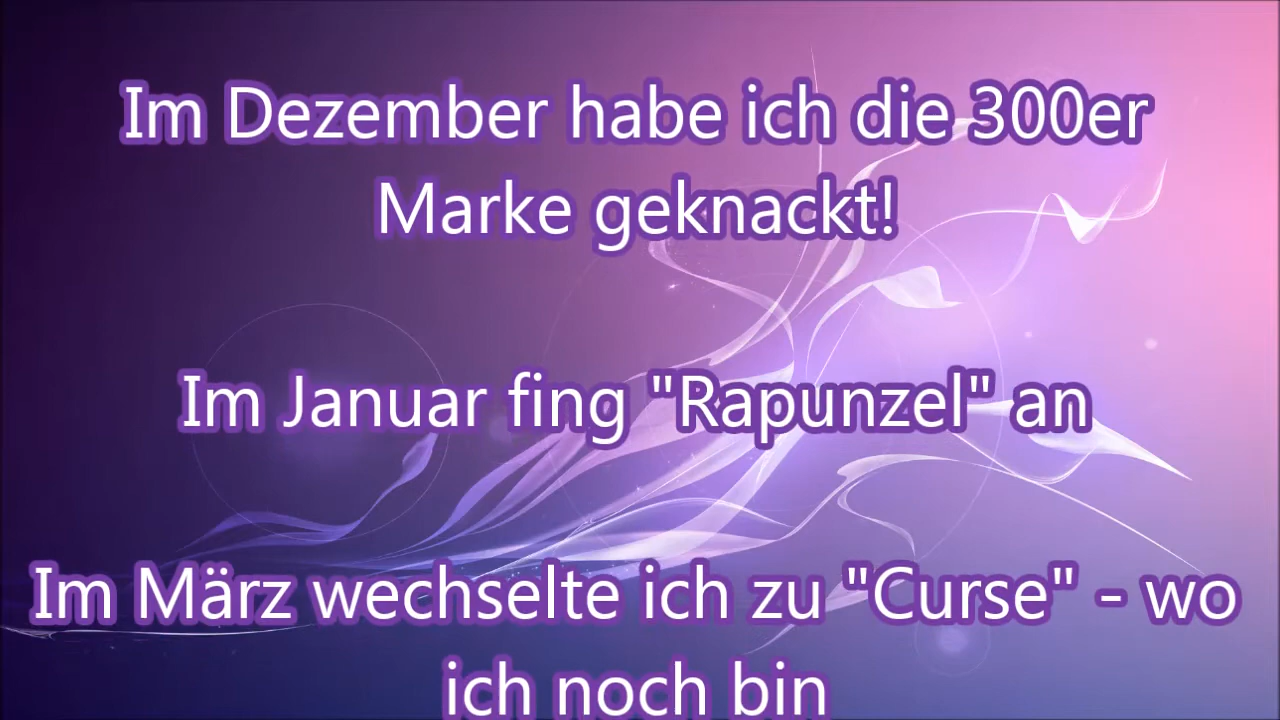 Im Dezember habe ich die 300er
Marke geknackt!
Im Januar fing "Rapunzel" an
Im März wechselte ich zu "Curse" - wo
ich noch bin